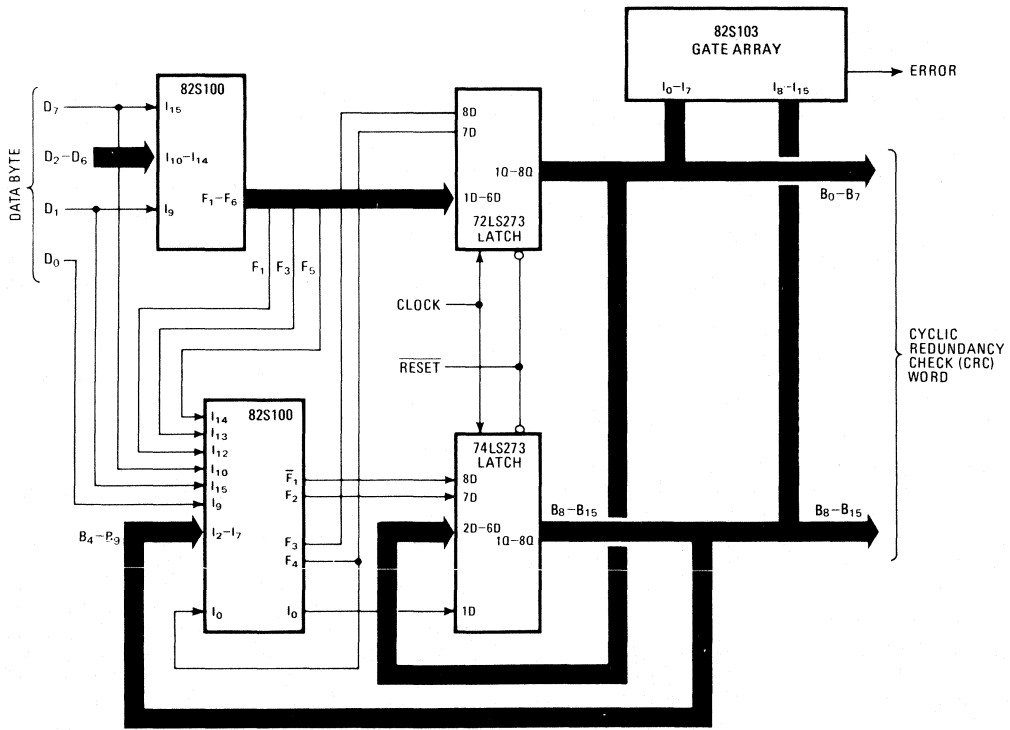 82S103
GATE ARRAY
I0–I7
I8–I15
ERROR
DATA BYTE
D7
D2–D6
D1
D0
82S100
I15
I10–I14
F1–F6
I9
F1
F3
F5
8D
7D
1Q–8Q
1D–6D
72LS273
LATCH
B0–B7
CLOCK
RESET
CYCLIC
REDUNDANCY
CHECK (CRC)
WORD
82S100
I14
I13
I12
I10
I15
I9
I2–I7
I0
F1
F2
F3
F4
I0
B4–B9
74LS273
LATCH
8D
7D
2D–6D
1Q–8Q
1D
B8–B15
B8–B15